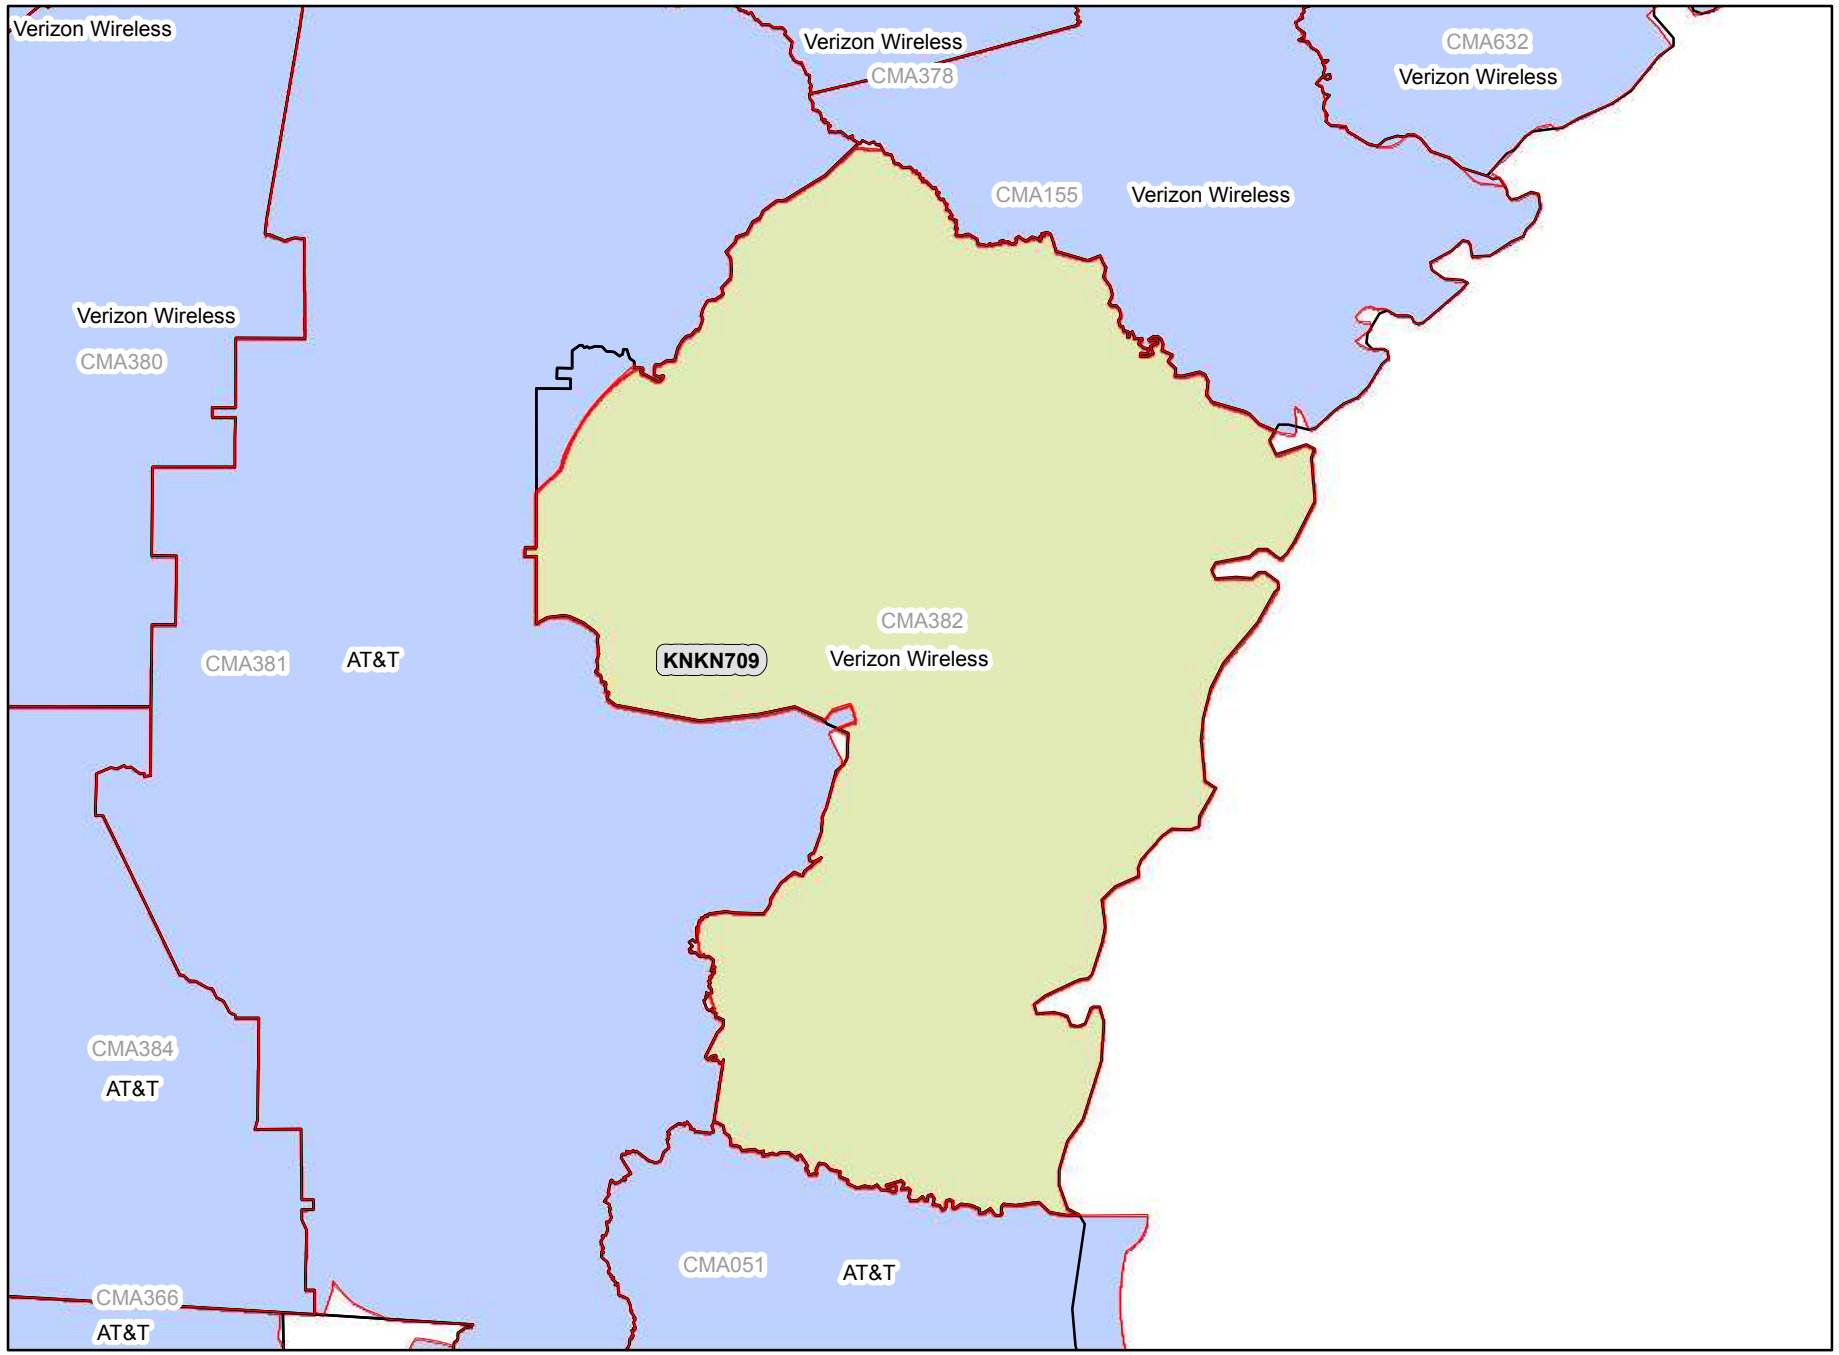 Verizon Wireless
Verizon Wireless
CMA378
CMA632
Verizon Wireless
CMA155
Verizon Wireless
Verizon Wireless
CMA380
CMA382
KNKN709
Verizon Wireless
CMA381
AT&T
CMA384
AT&T
CMA051
AT&T
CMA366
AT&T